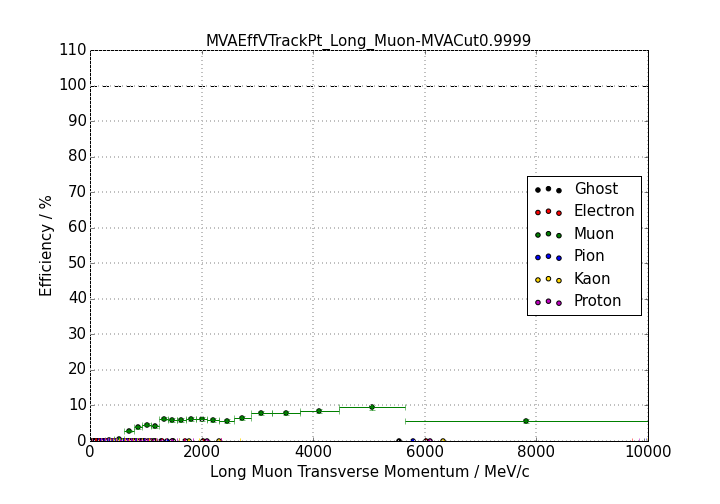 MVAEffVTrackPt_Long_Muon-MVACut0.9999
110
100
90
80
70
60
50
40
30
20
10
0
Efficiency / %
Ghost
Electron
Muon
Pion
Kaon
Proton
0 2000 4000 6000 8000 10000
Long Muon Transverse Momentum / MeV/c